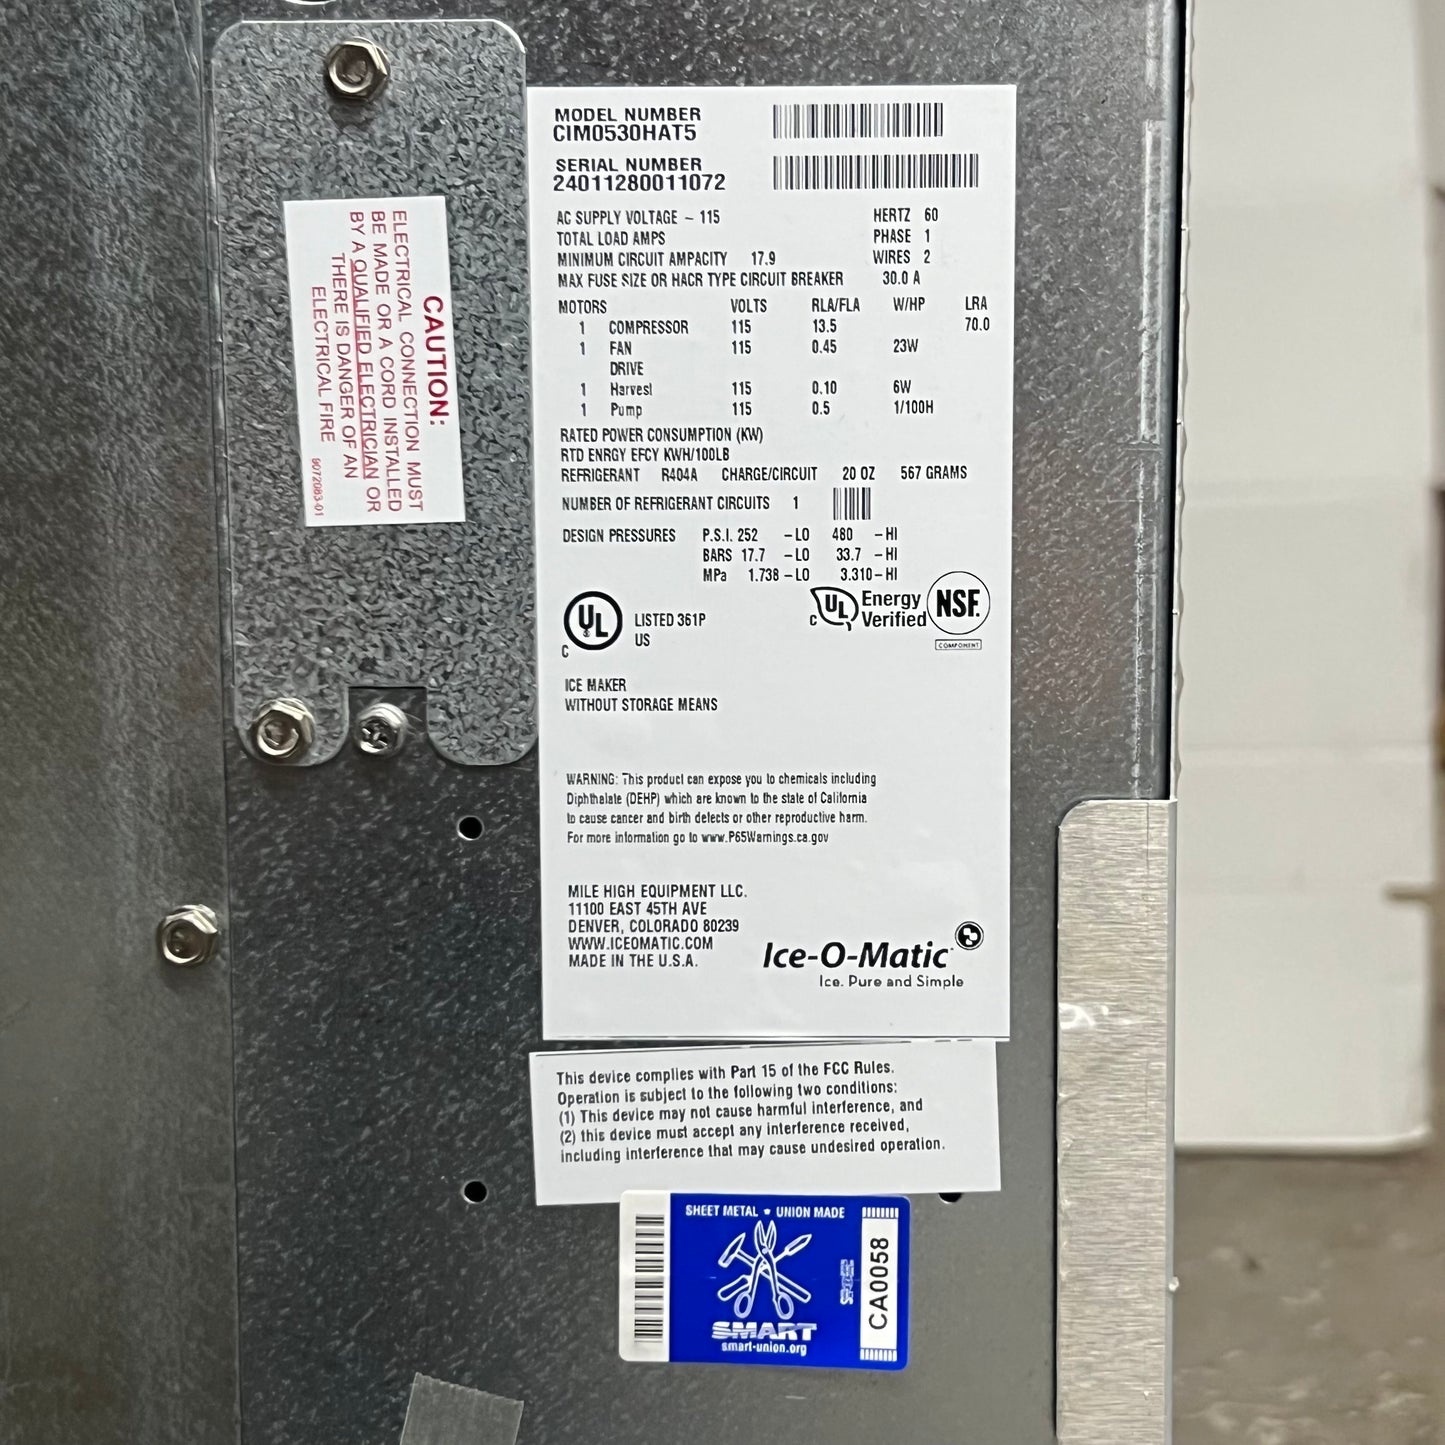 MODEL NUMBER
CIM0530HAT5
SERIAL NUMBER
24011280011072
AC SUPPLY VOLTAGE ~ 115 HERTZ 60
TOTAL LOAD AMPS PHASE 1
MINIMUM CIRCUIT AMPACITY 17.9 WIRES 2
MAX FUSE SIZE OR HACR TYPE CIRCUIT BREAKER 30.0 A
MOTORS VOLTS RLA/FLA W/HP LRA
1 COMPRESSOR 115 13.5 70.0
1 FAN 115 0.45 23W
DRIVE
1 Harvest 115 0.10 6W
1 Pump 115 0.5 1/100H
RATED POWER CONSUMPTION (KW)
RTD ENRGY EFCY KWH/100LB
REFRIGERANT R404A CHARGE/CIRCUIT 20 OZ 567 GRAMS
NUMBER OF REFRIGERANT CIRCUITS 1
DESIGN PRESSURES P.S.I. 252 -LO 480 -HI
BARS 17.7 -LO 33.7 -HI
MPa 1.738 -LO 3.310-HI
C UL LISTED 361P
US
C UL Energy
Verified
NSF.
COMPONENT
ICE MAKER
WITHOUT STORAGE MEANS
WARNING: This product can expose you to chemicals including
Diphthalate (DEHP) which are known to the state of California
to cause cancer and birth defects or other reproductive harm.
For more information go to www.P65Warnings.ca.gov
MILE HIGH EQUIPMENT LLC.
11100 EAST 45TH AVE
DENVER, COLORADO 80239
WWW.ICEOMATIC.COM
MADE IN THE U.S.A.
Ice-O-Matic
Ice. Pure and Simple
CAUTION:
ELECTRICAL CONNECTION MUST
BE MADE OR A CORD INSTALLED
BY A QUALIFIED ELECTRICIAN OR
THERE IS DANGER OF AN
ELECTRICAL FIRE
9072083-01
This device complies with Part 15 of the FCC Rules.
Operation is subject to the following two conditions:
(1) This device may not cause harmful interference, and
(2) this device must accept any interference received,
including interference that may cause undesired operation.
SHEET METAL ★ UNION MADE
SMART
smart-union.org
CA0058